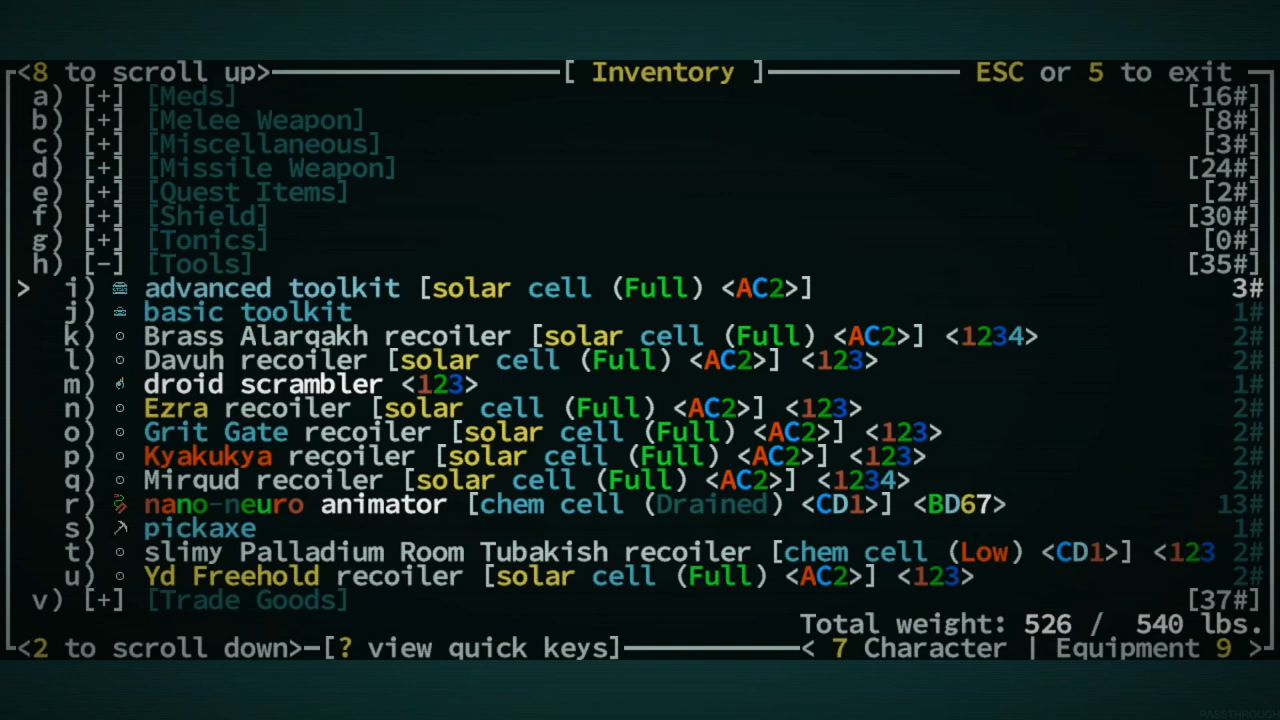 <8 to scroll up> [ Inventory ] ESC or 5 to exit
a) [+] [Meds] [16#]
b) [+] [Melee Weapon] [8#]
c) [+] [Miscellaneous] [3#]
d) [+] [Missile Weapon] [24#]
e) [+] [Quest Items] [2#]
f) [+] [Shield] [30#]
g) [+] [Tonics] [0#]
h) [-] [Tools] [35#]
> i) advanced toolkit [solar cell (Full) <AC2>] 3#
j) basic toolkit 1#
k) Brass Alarqakh recoiler [solar cell (Full) <AC2>] <1234> 2#
l) Davuh recoiler [solar cell (Full) <AC2>] <123> 2#
m) droid scrambler <123> 1#
n) Ezra recoiler [solar cell (Full) <AC2>] <123> 2#
o) Grit Gate recoiler [solar cell (Full) <AC2>] <123> 2#
p) Kyakukya recoiler [solar cell (Full) <AC2>] <123> 2#
q) Mirqud recoiler [solar cell (Full) <AC2>] <1234> 2#
r) nano-neuro animator [chem cell (Drained) <CD1>] <BD67> 13#
s) pickaxe 1#
t) slimy Palladium Room Tubakish recoiler [chem cell (Low) <CD1>] <123 2#
u) Yd Freehold recoiler [solar cell (Full) <AC2>] <123> 2#
v) [+] [Trade Goods] [37#]
Total weight: 526 / 540 lbs.
<2 to scroll down> [? view quick keys] < 7 Character | Equipment 9 >